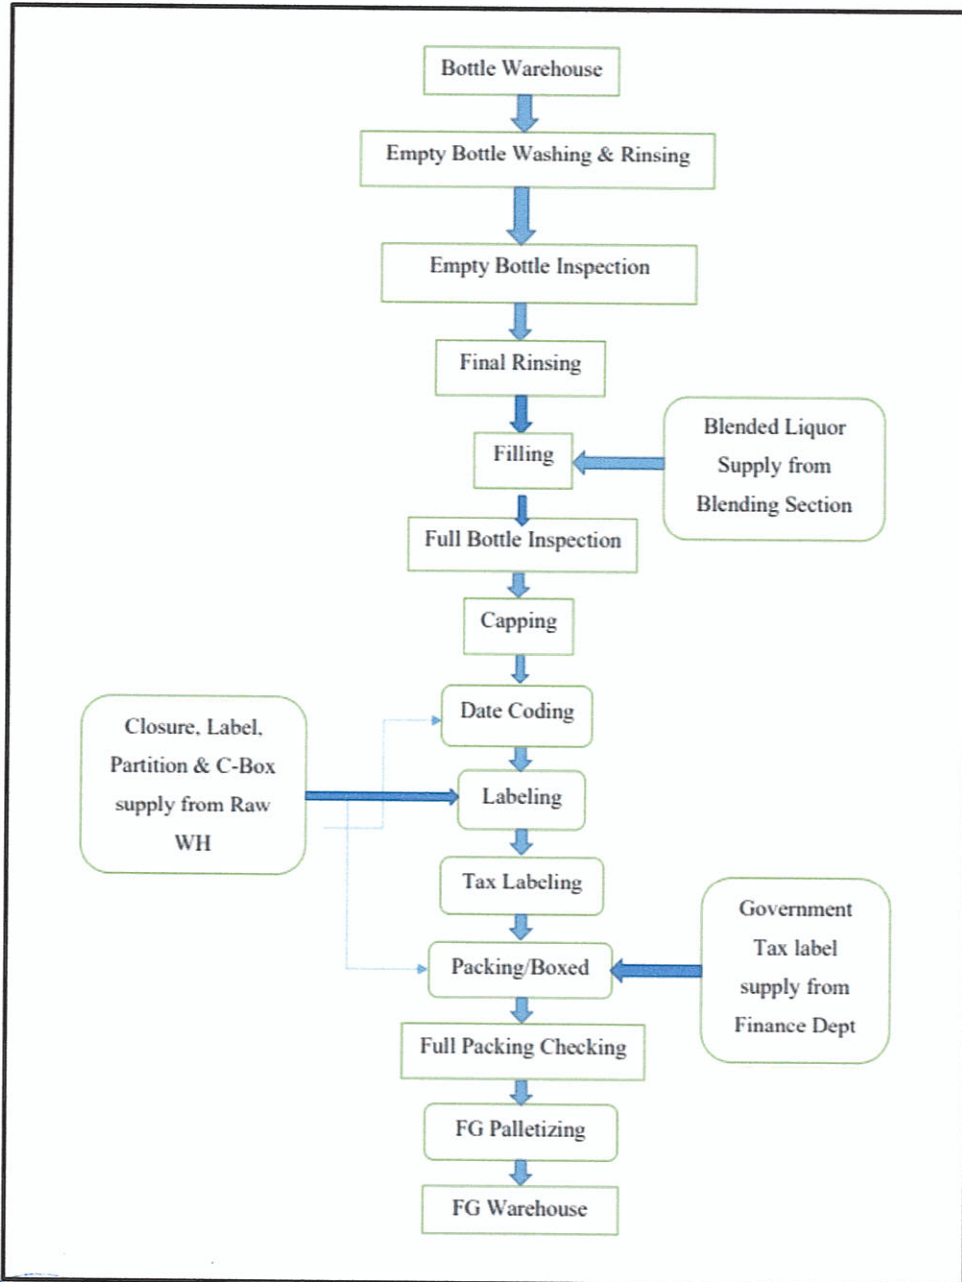 Bottle Warehouse
Empty Bottle Washing & Rinsing
Empty Bottle Inspection
Final Rinsing
Filling
Blended Liquor
Supply from
Blending Section
Full Bottle Inspection
Capping
Date Coding
Closure, Label,
Partition & C-Box
supply from Raw
WH
Labeling
Tax Labeling
Government
Tax label
supply from
Finance Dept
Packing/Boxed
Full Packing Checking
FG Palletizing
FG Warehouse